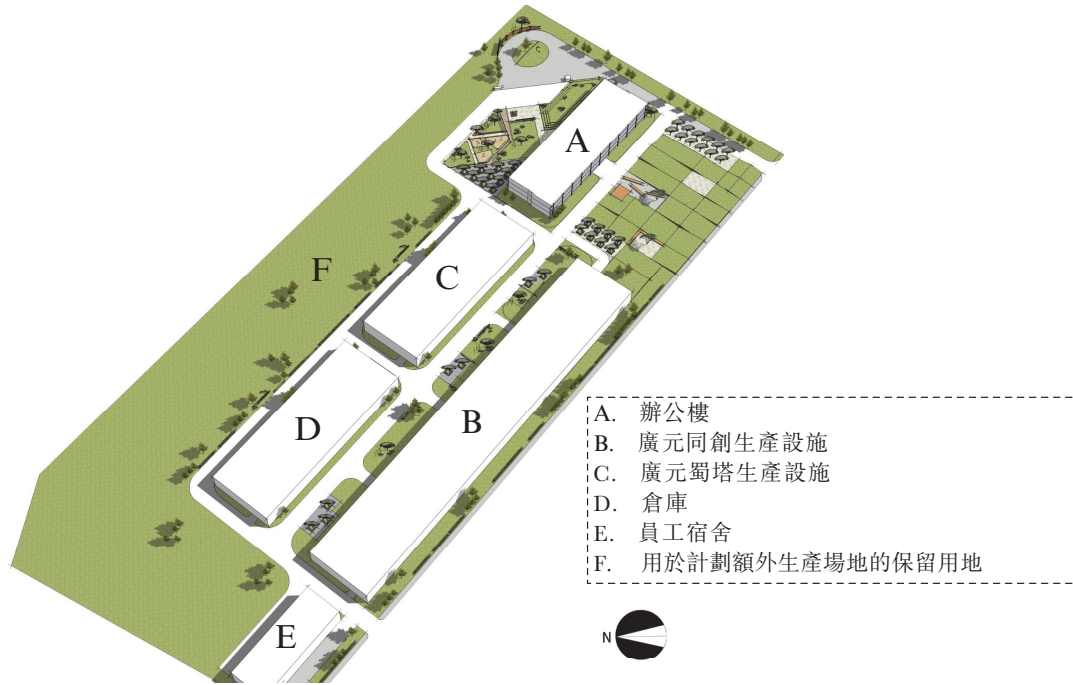 A
F
C
D
B
E
A. 辦公樓
B. 廣元同創生產設施
C. 廣元蜀塔生產設施
D. 倉庫
E. 員工宿舍
F. 用於計劃額外生產場地的保留用地
N